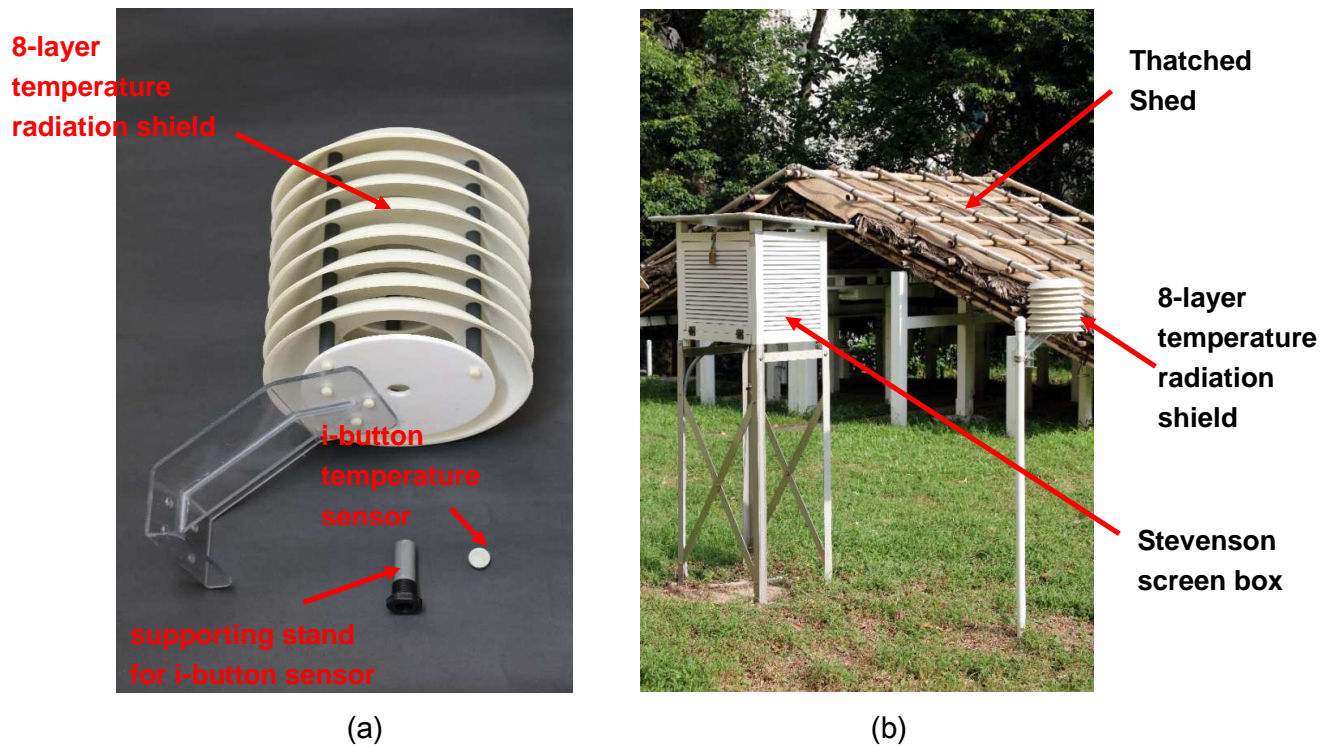 8-layer
temperature
radiation shield
i-button
temperature
sensor
supporting stand
for i-button sensor
(a)
Thatched
Shed
8-layer
temperature
radiation
shield
Stevenson
screen box
(b)